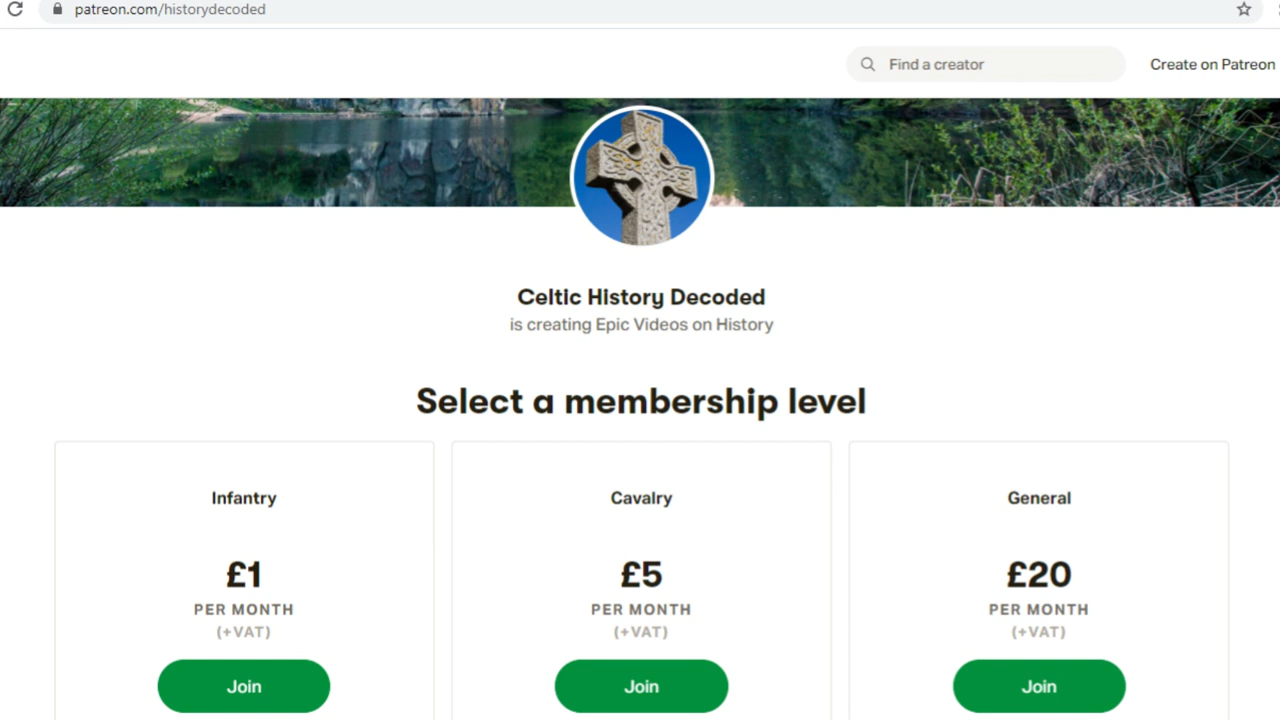 patreon.com/historydecoded
Find a creator
Create on Patreon
Celtic History Decoded
is creating Epic Videos on History
Select a membership level
Infantry
£1
PER MONTH
(+VAT)
Join
Cavalry
£5
PER MONTH
(+VAT)
Join
General
£20
PER MONTH
(+VAT)
Join